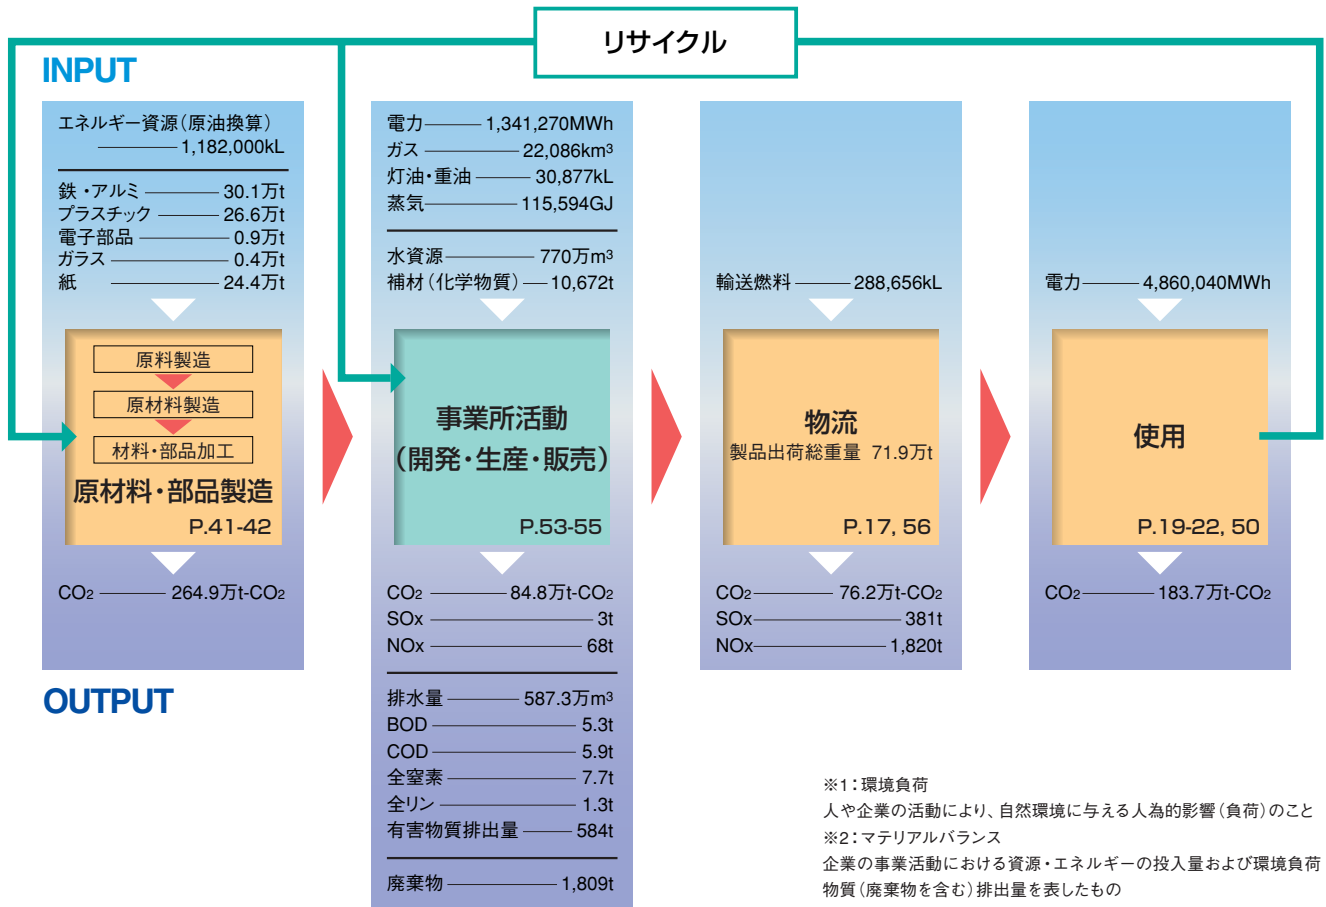 リサイクル
INPUT
エネルギー資源(原油換算)
1,182,000kL
鉄・アルミ 30.1万t
プラスチック 26.6万t
電子部品 0.9万t
ガラス 0.4万t
紙 24.4万t
原料製造
原材料製造
材料・部品加工
原材料・部品製造
P.41-42
CO2 264.9万t-CO2
OUTPUT
電力 1,341,270MWh
ガス 22,086km³
灯油・重油 30,877kL
蒸気 115,594GJ
水資源 770万m³
補材(化学物質) 10,672t
事業所活動
(開発・生産・販売)
P.53-55
CO2 84.8万t-CO2
SOx 3t
NOx 68t
排水量 587.3万m³
BOD 5.3t
COD 5.9t
全窒素 7.7t
全リン 1.3t
有害物質排出量 584t
廃棄物 1,809t
輸送燃料 288,656kL
物流
製品出荷総重量 71.9万t
P.17, 56
CO2 76.2万t-CO2
SOx 381t
NOx 1,820t
電力 4,860,040MWh
使用
P.19-22, 50
CO2 183.7万t-CO2
※1：環境負荷
人や企業の活動により、自然環境に与える人為的影響(負荷)のこと
※2：マテリアルバランス
企業の事業活動における資源・エネルギーの投入量および環境負荷
物質(廃棄物を含む)排出量を表したもの